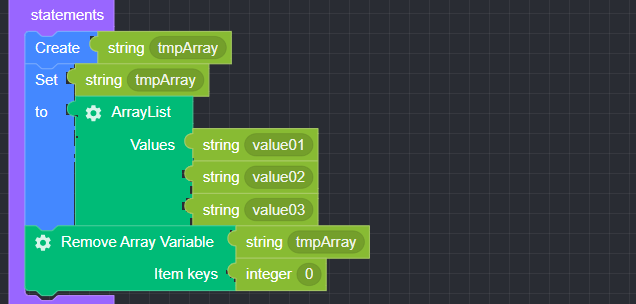 statements
Create string tmpArray
Set string tmpArray
to ArrayList
Values string value01
string value02
string value03
Remove Array Variable string tmpArray
Item keys integer 0